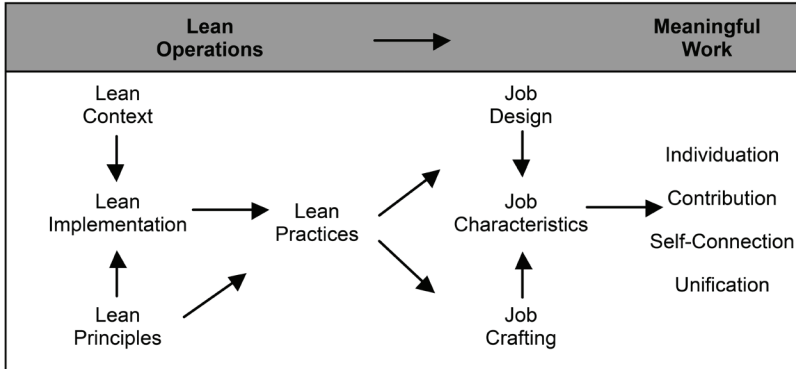 Lean
Operations
Meaningful
Work
Lean
Context
Job
Design
Individuation
Lean
Implementation
Lean
Practices
Job
Characteristics
Contribution
Self-Connection
Unification
Lean
Principles
Job
Crafting